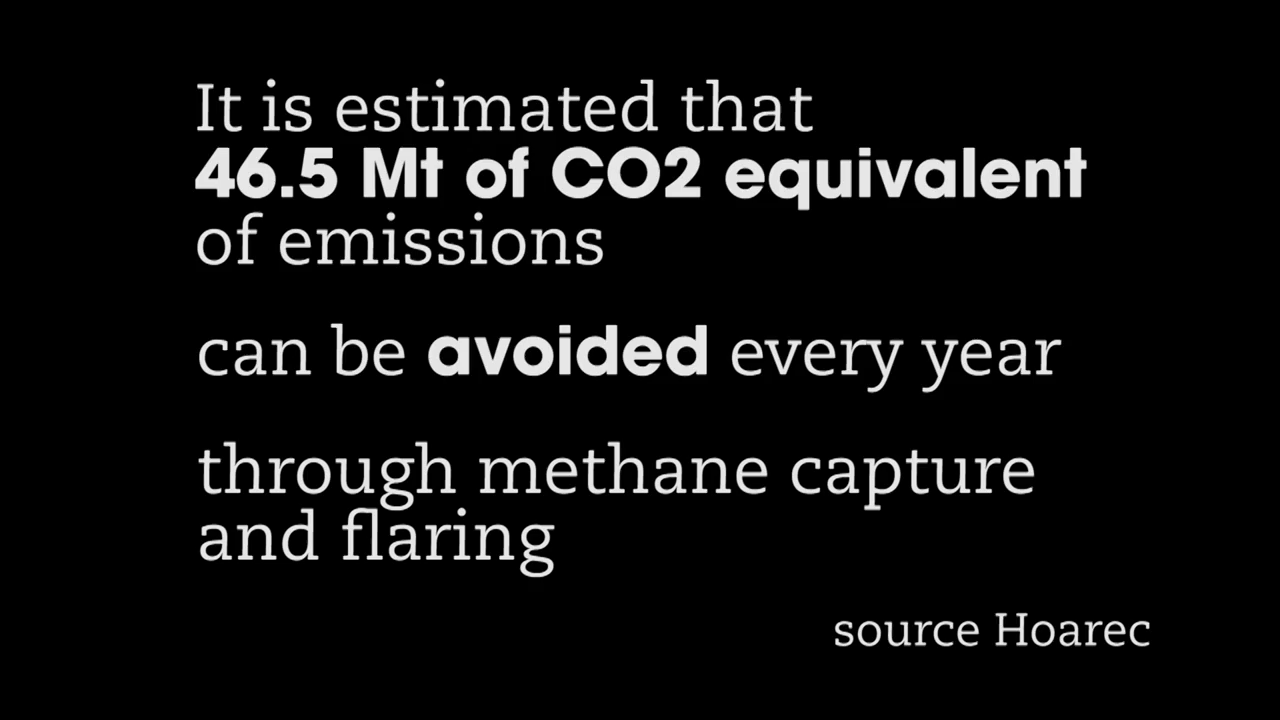 It is estimated that
46.5 Mt of CO2 equivalent
of emissions
can be avoided every year
through methane capture
and flaring
source Hoarec